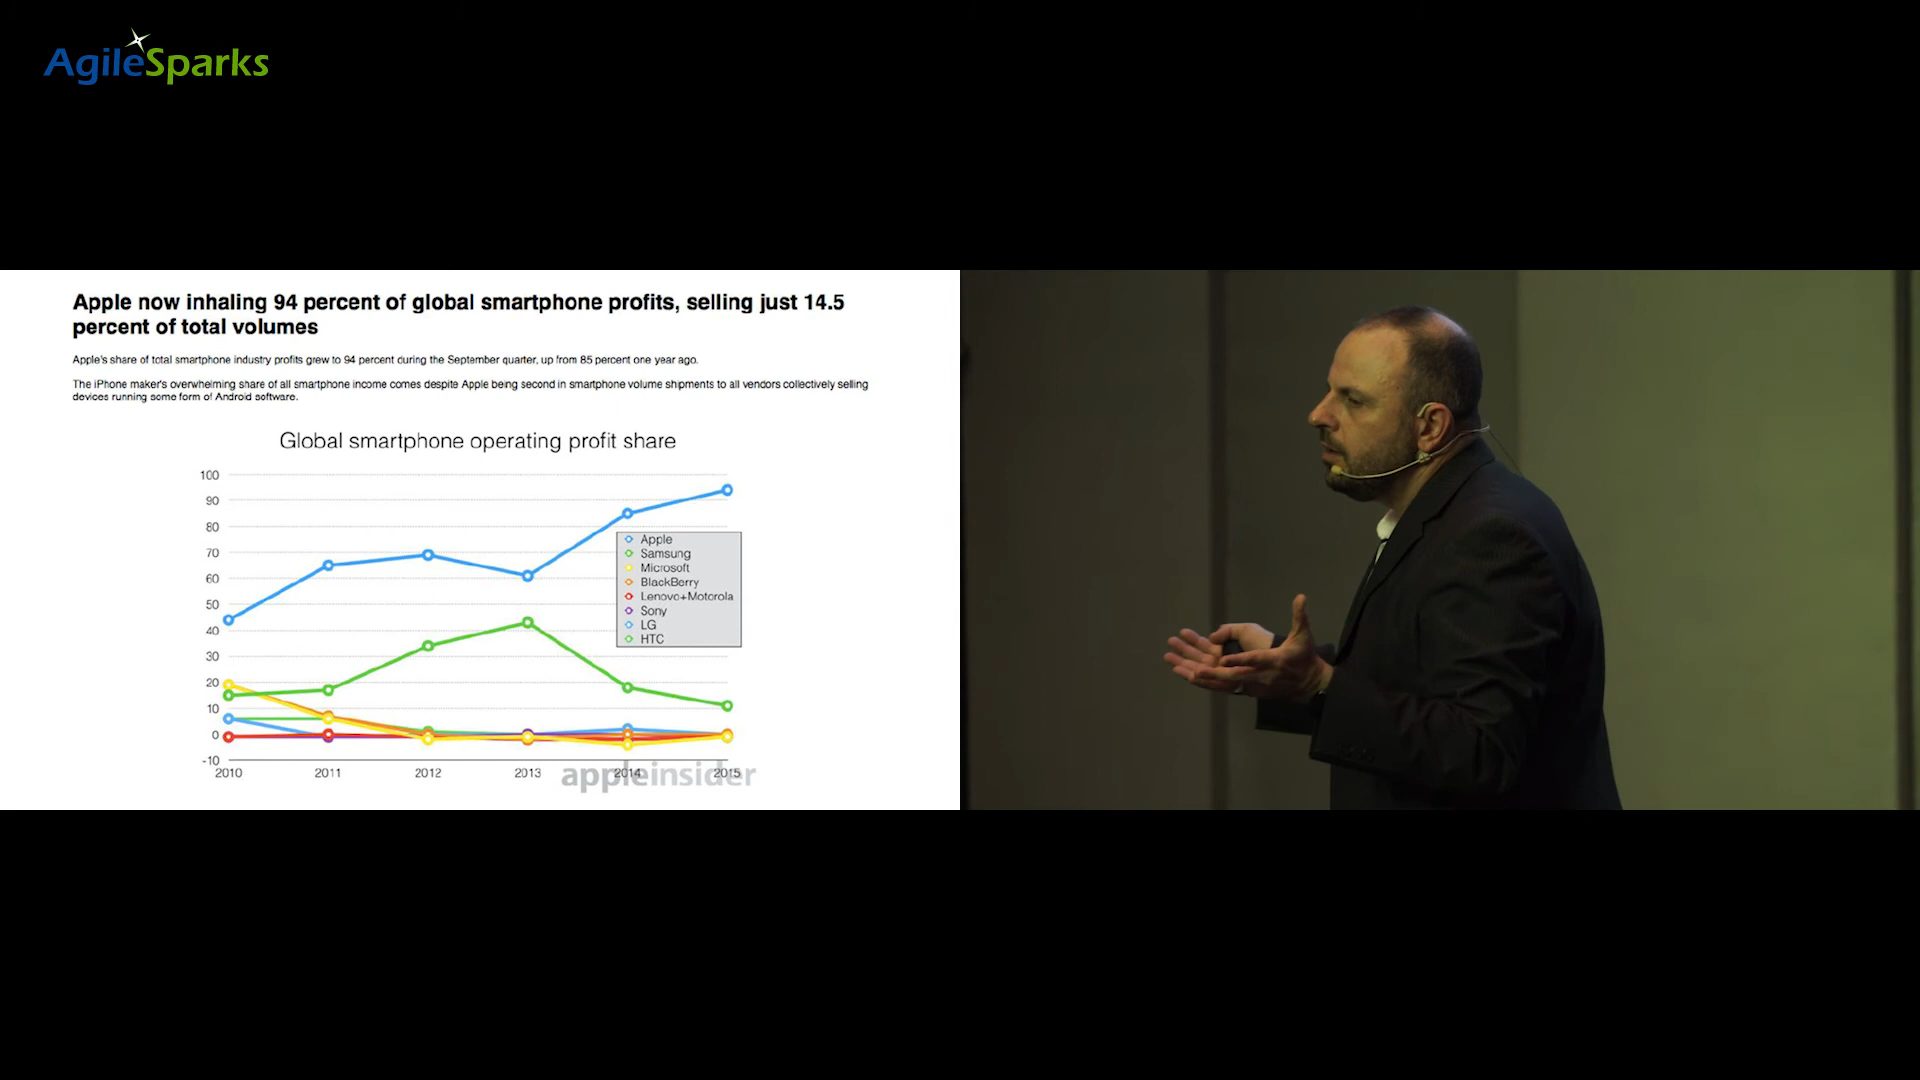 AgileSparks
Apple now inhaling 94 percent of global smartphone profits, selling just 14.5
percent of total volumes
Apple's share of total smartphone industry profits grew to 94 percent during the September quarter, up from 85 percent one year ago.
The iPhone maker's overwhelming share of all smartphone income comes despite Apple being second in smartphone volume shipments to all vendors collectively selling
devices running some form of Android software.
Global smartphone operating profit share
100
90
80
70
60
50
40
30
20
10
0
-10
Apple
Samsung
Microsoft
BlackBerry
Lenovo+Motorola
Sony
LG
HTC
2010 2011 2012 2013 2014 2015
appleinsider